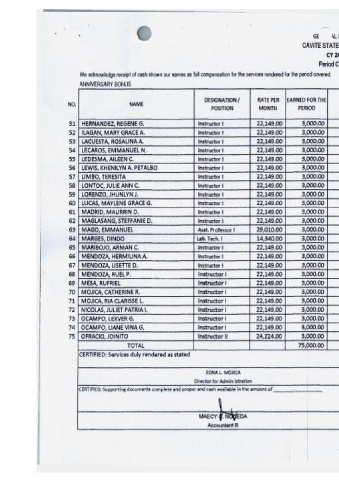 CAVITE STATE
We acknowledge receipt of cash shown our names as full compensation for the services rendered for the period covered.
ANNIVERSARY BONUS
NO. NAME DESIGNATION / POSITION RATE PER MONTH EARNED FOR THE PERIOD
51 HERNANDEZ, REGENE G. Instructor I 22,149.00 3,000.00
52 ILAGAN, MARY GRACE A. Instructor I 22,149.00 3,000.00
53 LACUESTA, ROSALINA A. Instructor I 22,149.00 3,000.00
54 LECAROS, EMMANUEL N. Instructor I 22,149.00 3,000.00
55 LEDESMA, AILEEN C. Instructor I 22,149.00 3,000.00
56 LEWIS, KHENILYN A. PETALBO Instructor I 22,149.00 3,000.00
57 LIMBO, TERESITA Instructor I 22,149.00 3,000.00
58 LONTOC, JULIE ANN C. Instructor I 22,149.00 3,000.00
59 LORENZO, JHUNLYN J. Instructor I 22,149.00 3,000.00
60 LUCAS, MAYLENE GRACE G. Instructor I 22,149.00 3,000.00
61 MADRID, MAURRIN D. Instructor I 22,149.00 3,000.00
62 MAGLASANG, STEFFANIE D. Instructor I 22,149.00 3,000.00
63 MAGO, EMMANUEL Asst. Professor I 29,010.00 3,000.00
64 MARGES, DINDO Lab. Tech. I 14,340.00 3,000.00
65 MARIBOJO, ARMAN C. Instructor I 22,149.00 3,000.00
66 MENDOZA, HERMILINA A. Instructor I 22,149.00 3,000.00
67 MENDOZA, LISETTE D. Instructor I 22,149.00 3,000.00
68 MENDOZA, RUEL P. Instructor I 22,149.00 3,000.00
69 MESA, RUFRIEL Instructor I 22,149.00 3,000.00
70 MOJICA, CATHERINE R. Instructor I 22,149.00 3,000.00
71 MOJICA, RIA CLARISSE L. Instructor I 22,149.00 3,000.00
72 NICOLAS, JULIET PATRIA I. Instructor I 22,149.00 3,000.00
73 OCAMPO, LEXVER G. Instructor I 22,149.00 3,000.00
74 OCAMPO, LIANE VINA G. Instructor I 22,149.00 3,000.00
75 OFRACIO, JOINITO Instructor II 24,224.00 3,000.00
TOTAL 75,000.00
CERTIFIED: Services duly rendered as stated
EDNA L. MOJICA
Director for Administration
CERTIFIED: Supporting documents complete and proper and cash available in the amount of
MAECY
Accountant III